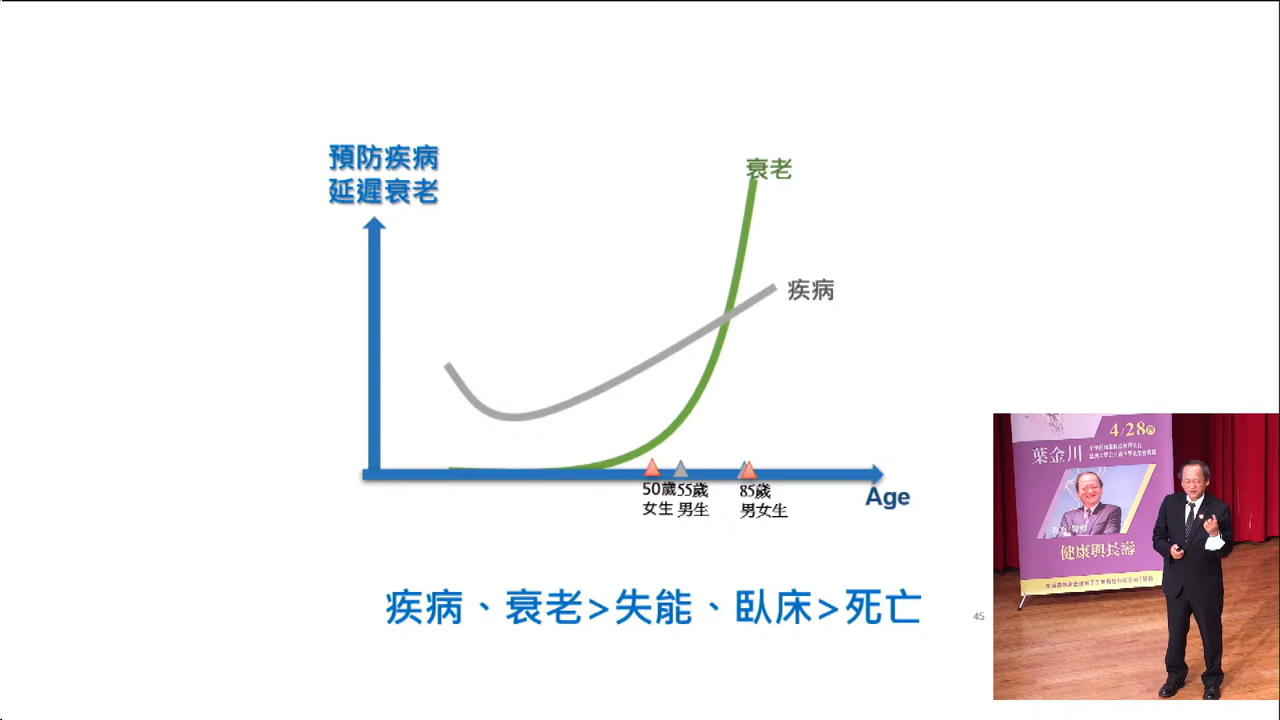 預防疾病
延遲衰老
衰老
疾病
50歲
女生
55歲
男生
85歲
男女生
Age
疾病、衰老>失能、臥床>死亡
45
4/28
葉金川
健康與長壽